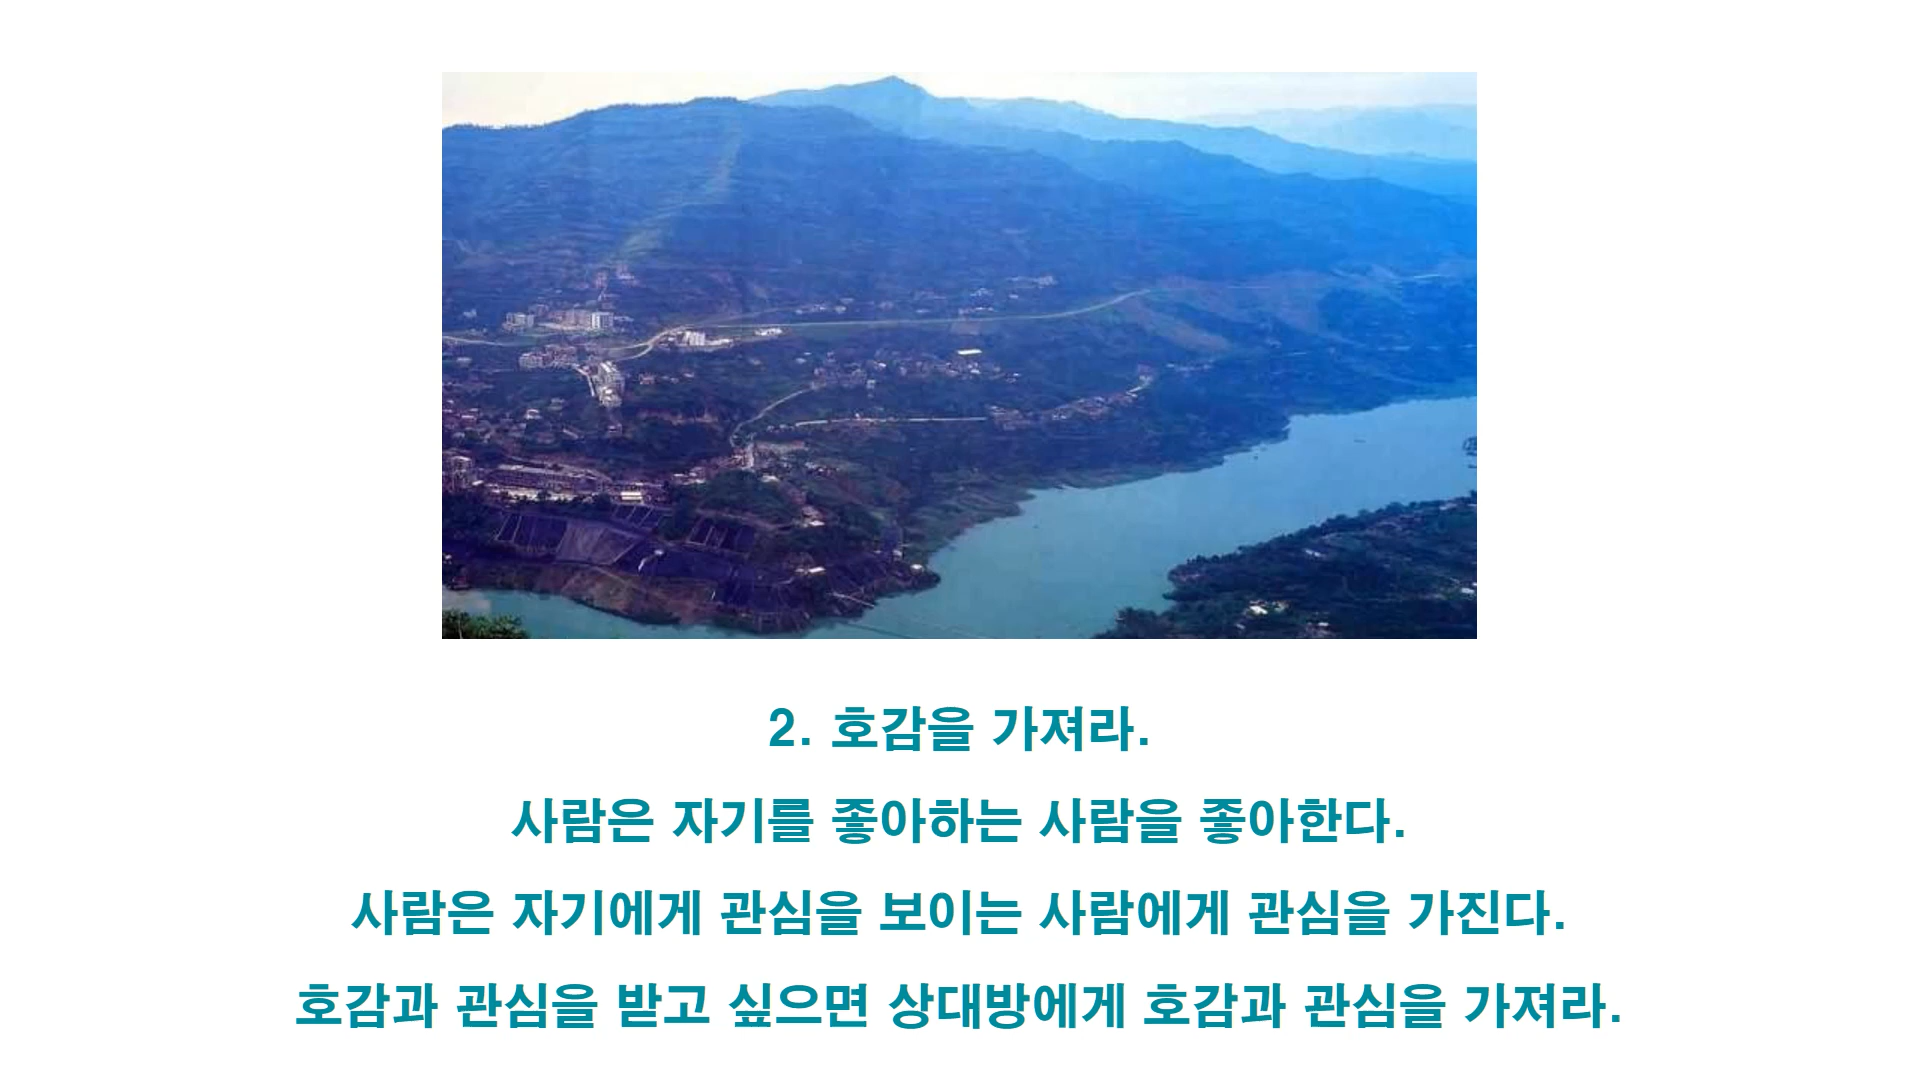 2. 호감을 가져라.
사람은 자기를 좋아하는 사람을 좋아한다.
사람은 자기에게 관심을 보이는 사람에게 관심을 가진다.
호감과 관심을 받고 싶으면 상대방에게 호감과 관심을 가져라.